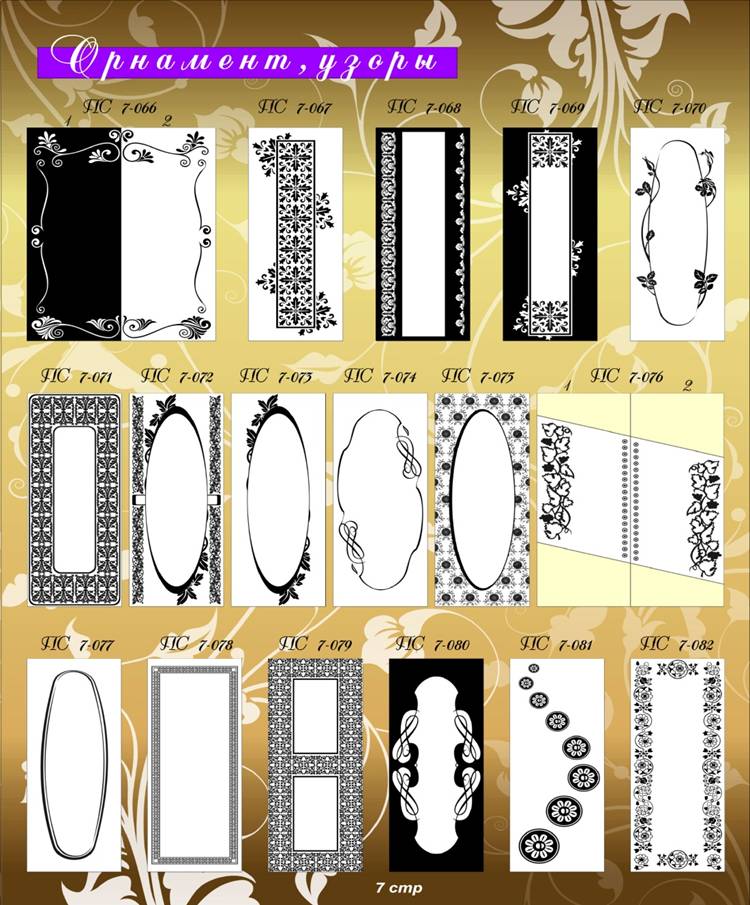 Орнамент, узоры
ПС 7-066 ПС 7-067 ПС 7-068 ПС 7-069 ПС 7-070
1 2
ПС 7-071 ПС 7-072 ПС 7-073 ПС 7-074 ПС 7-075 ПС 7-076
1 2
ПС 7-077 ПС 7-078 ПС 7-079 ПС 7-080 ПС 7-081 ПС 7-082
7 стр